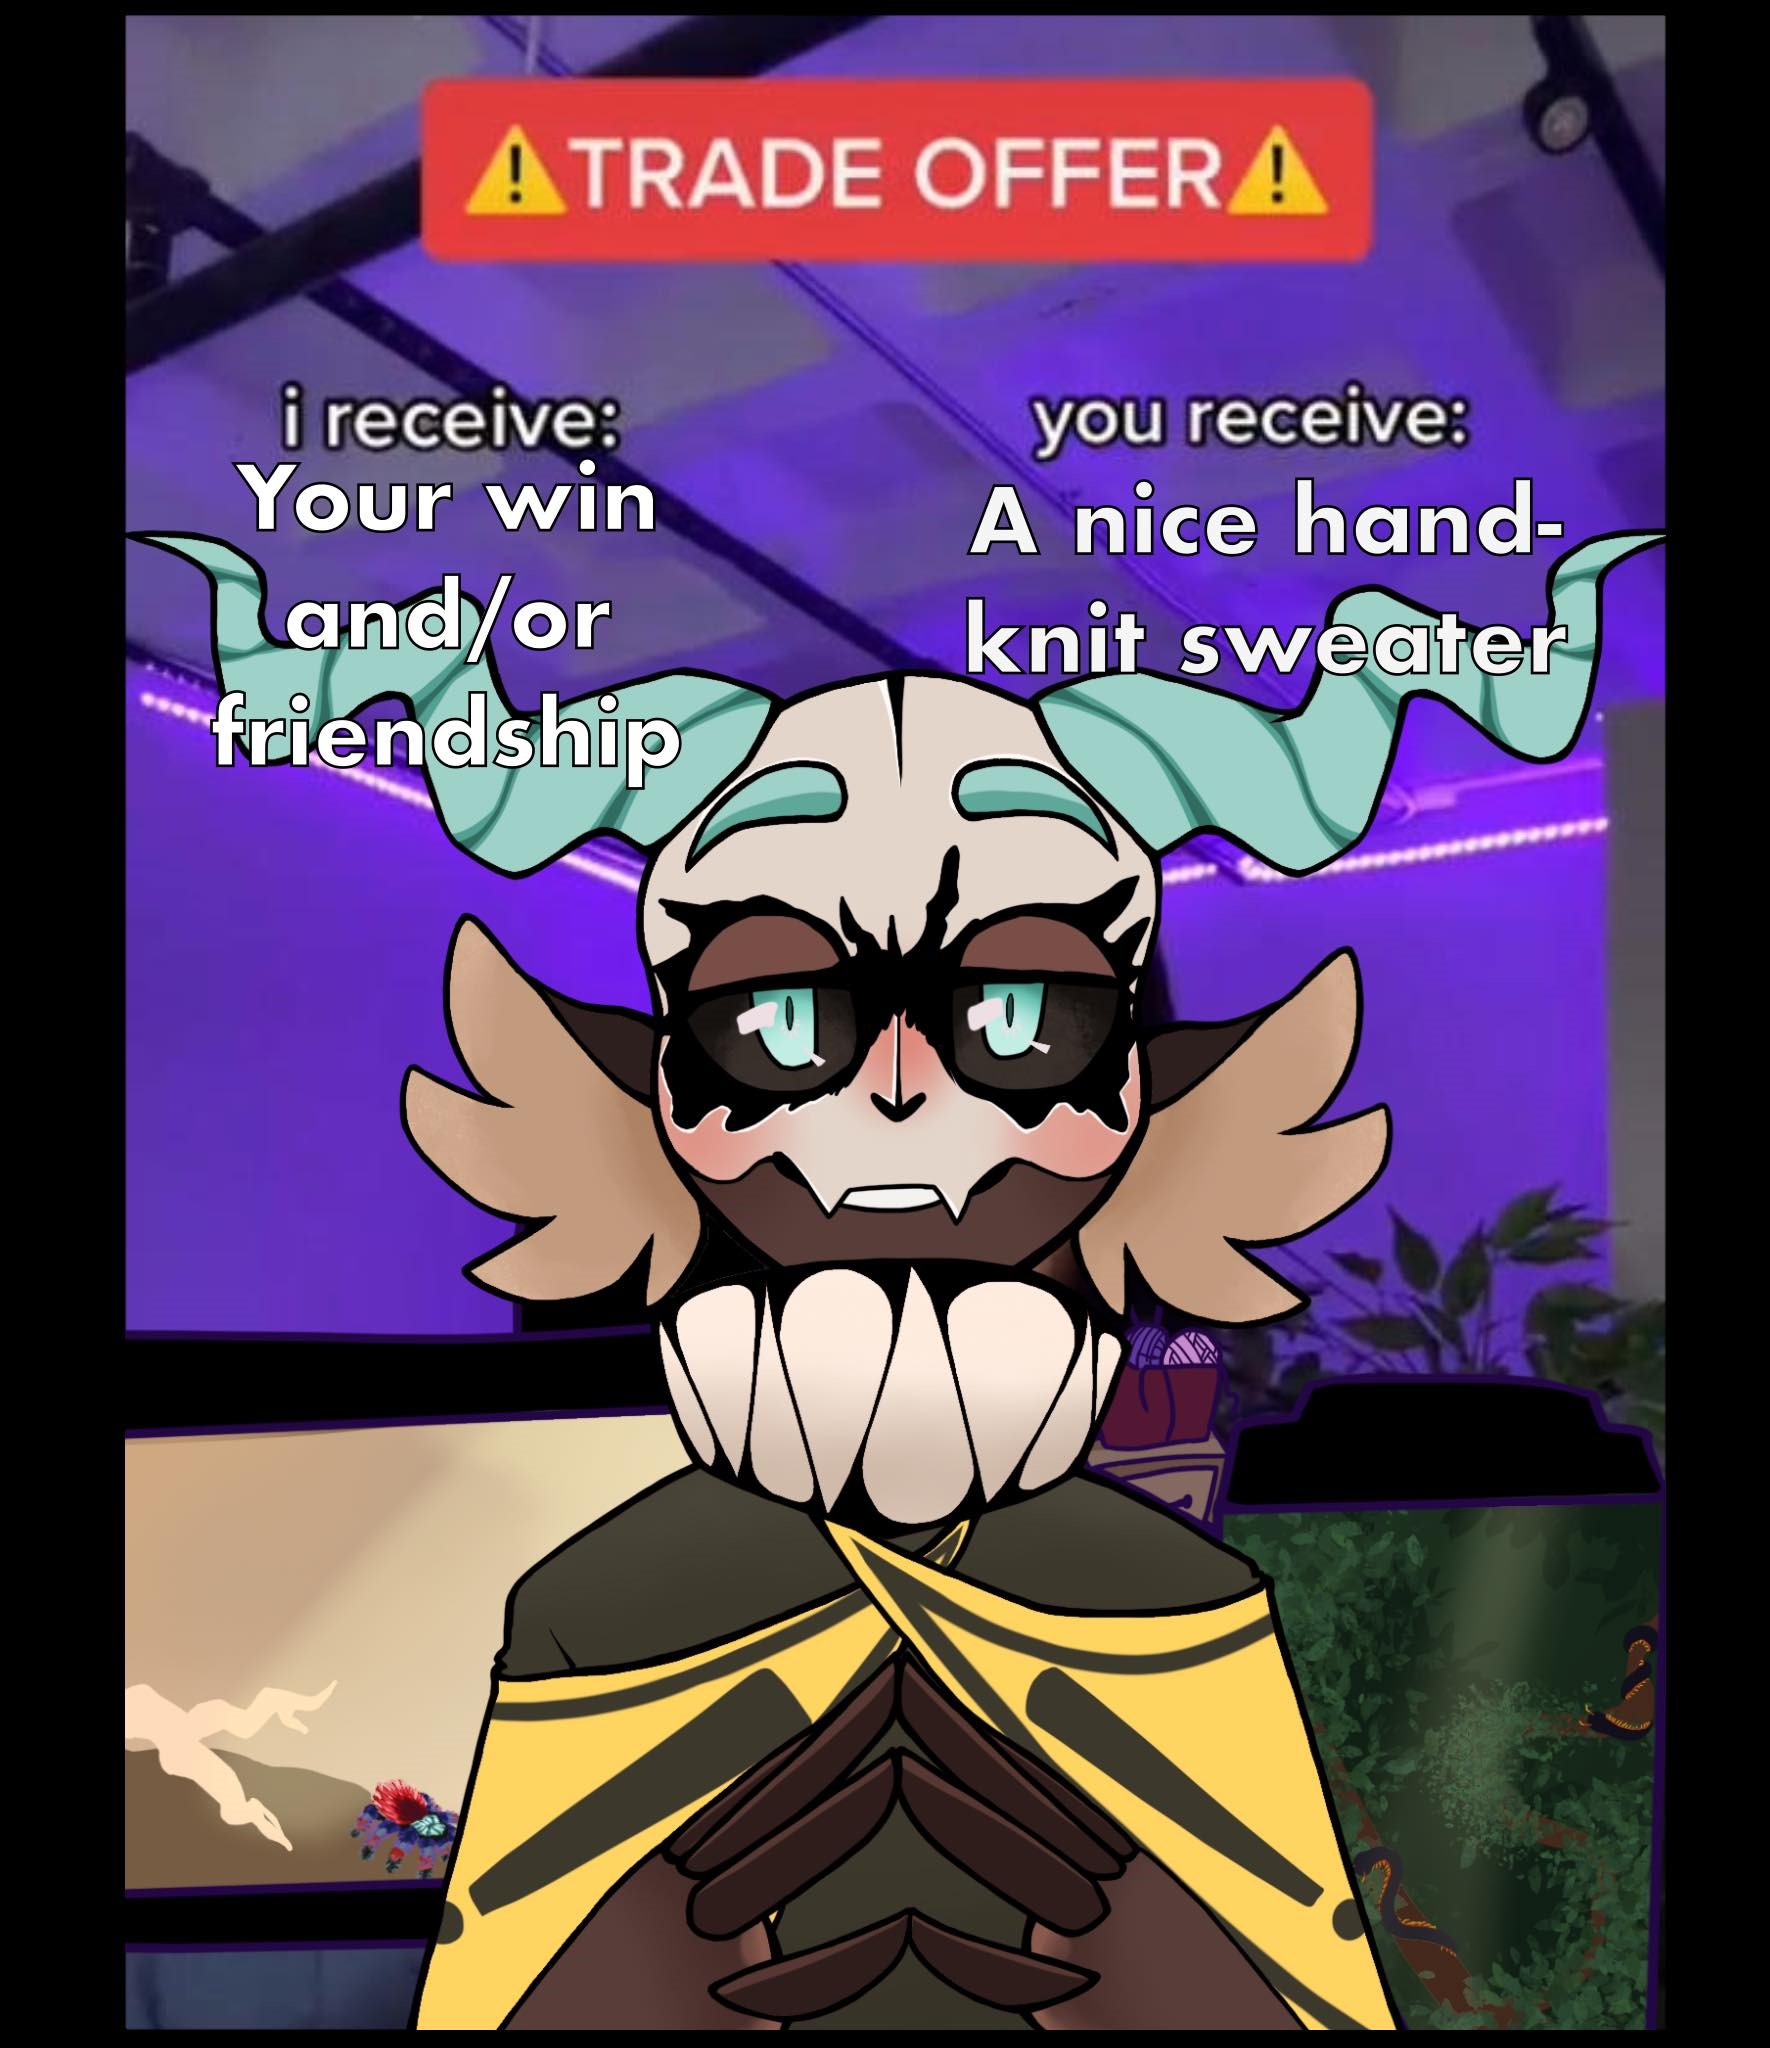 ⚠TRADE OFFER⚠
i receive:
Your win
and/or
friendship
you receive:
A nice hand-
knit sweater